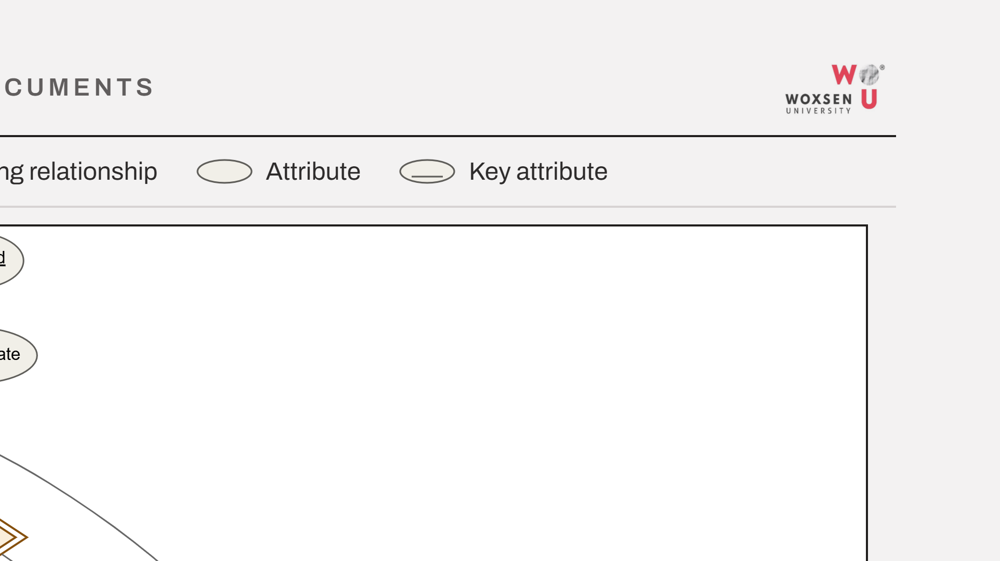 CUMENTS
W ®
WOXSEN U
UNIVERSITY
ng relationship Attribute Key attribute
d
ate